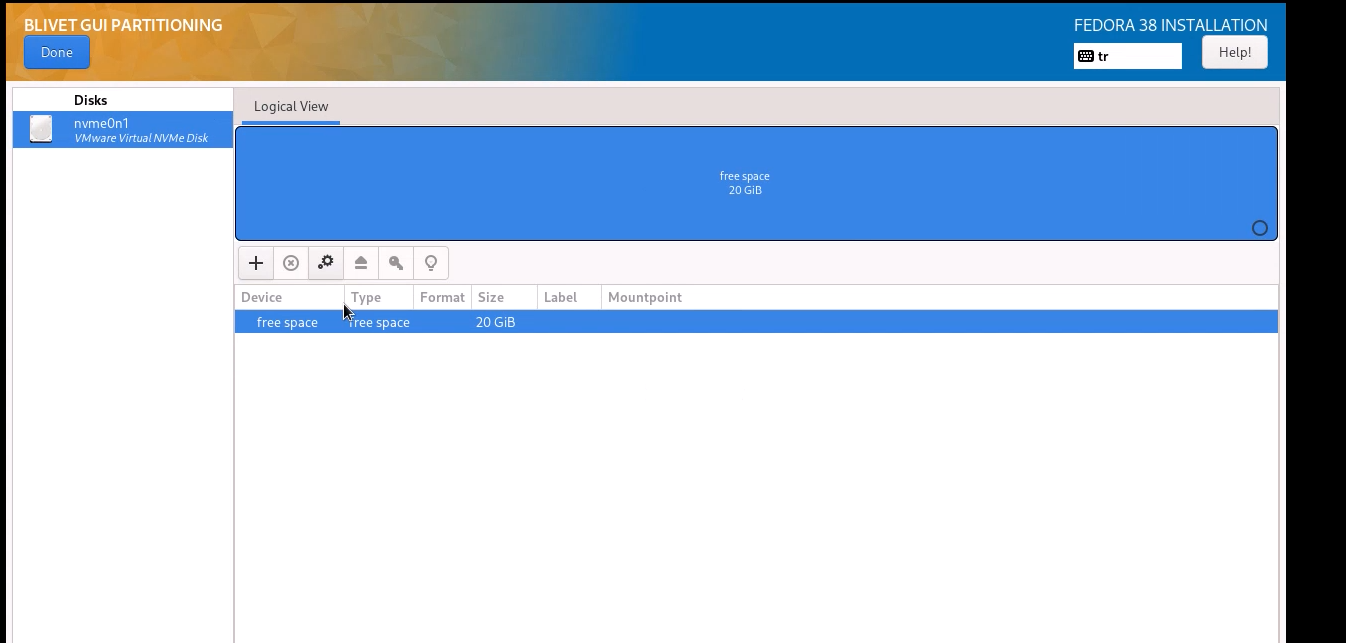 BLIVET GUI PARTITIONING
FEDORA 38 INSTALLATION
Done
tr
Help!
Disks
nvme0n1
VMware Virtual NVMe Disk
Logical View
free space
20 GiB
Device Type Format Size Label Mountpoint
free space free space 20 GiB